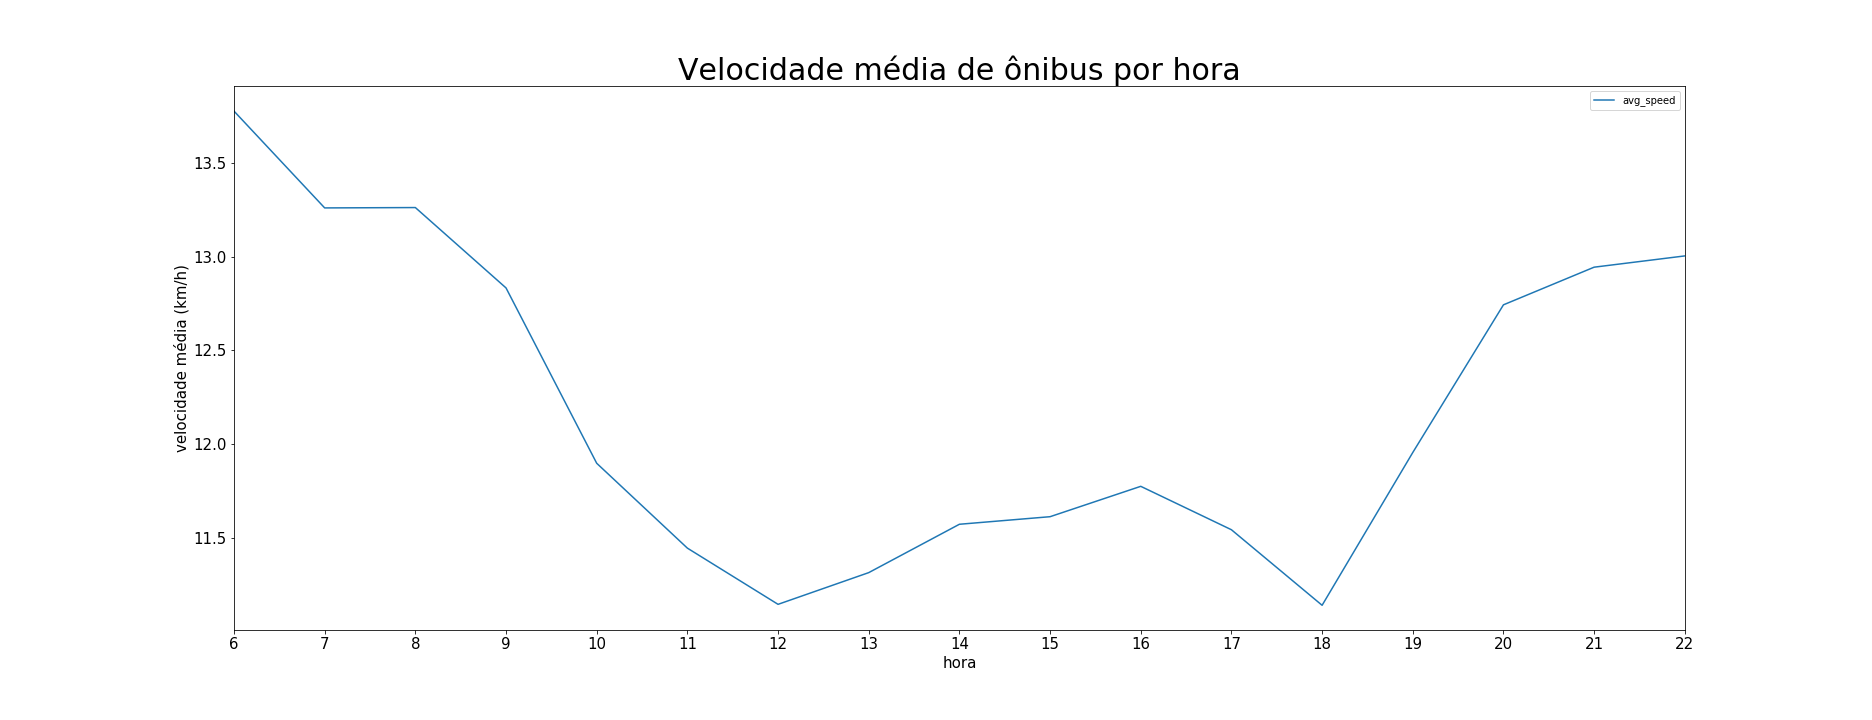 Velocidade média de ônibus por hora
avg_speed
velocidade média (km/h)
13.5
13.0
12.5
12.0
11.5
6 7 8 9 10 11 12 13 14 15 16 17 18 19 20 21 22
hora